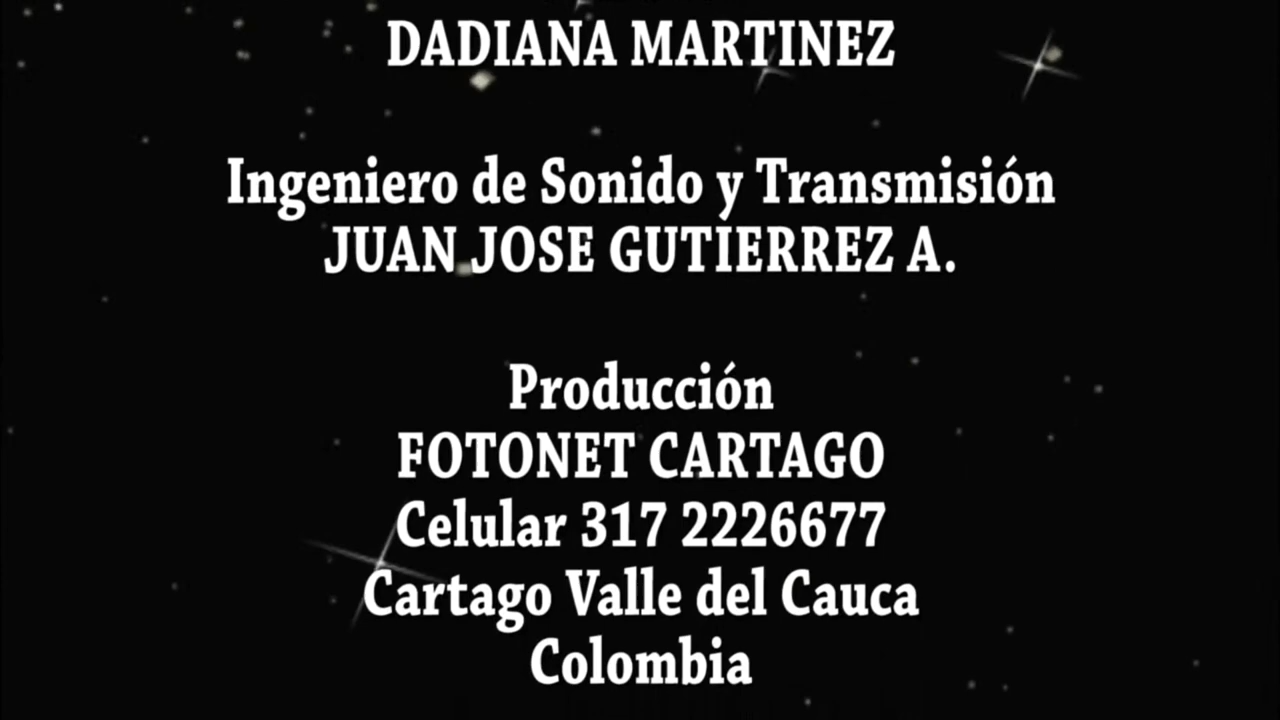 DADIANA MARTINEZ
Ingeniero de Sonido y Transmisión
JUAN JOSE GUTIERREZ A.
Producción
FOTONET CARTAGO
Celular 317 2226677
Cartago Valle del Cauca
Colombia